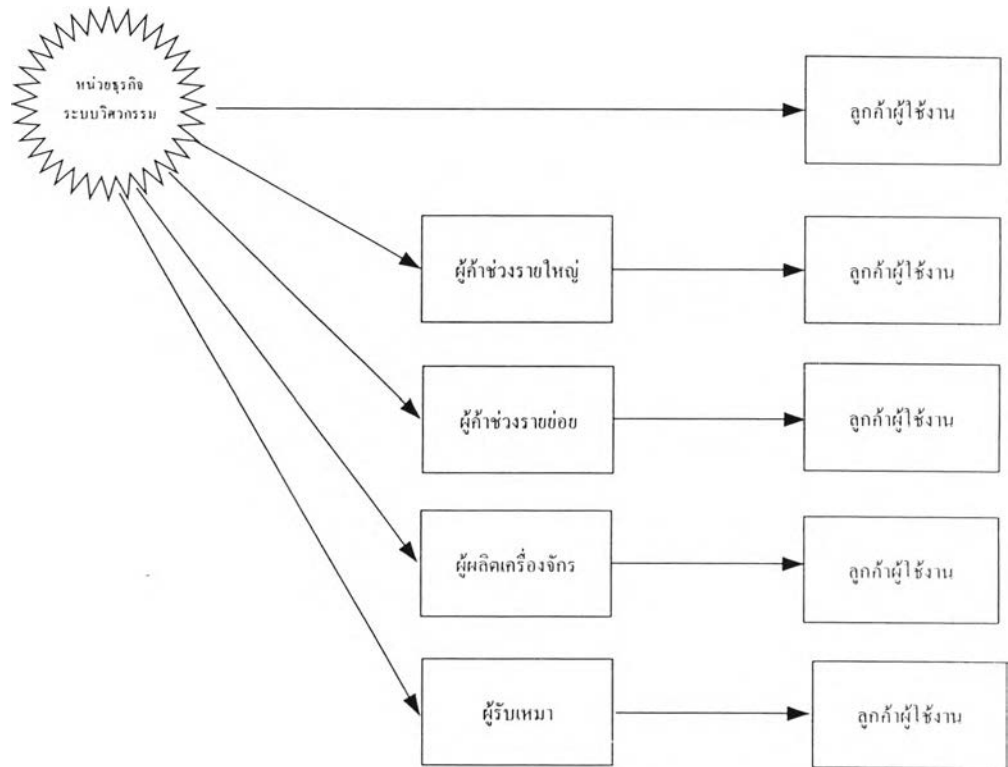 หน่วยธุรกิจ
ระบบวิศวกรรม
ลูกค้าผู้ใช้งาน
ผู้ค้าช่วงรายใหญ่
ลูกค้าผู้ใช้งาน
ผู้ค้าช่วงรายย่อย
ลูกค้าผู้ใช้งาน
ผู้ผลิตเครื่องจักร
ลูกค้าผู้ใช้งาน
ผู้รับเหมา
ลูกค้าผู้ใช้งาน